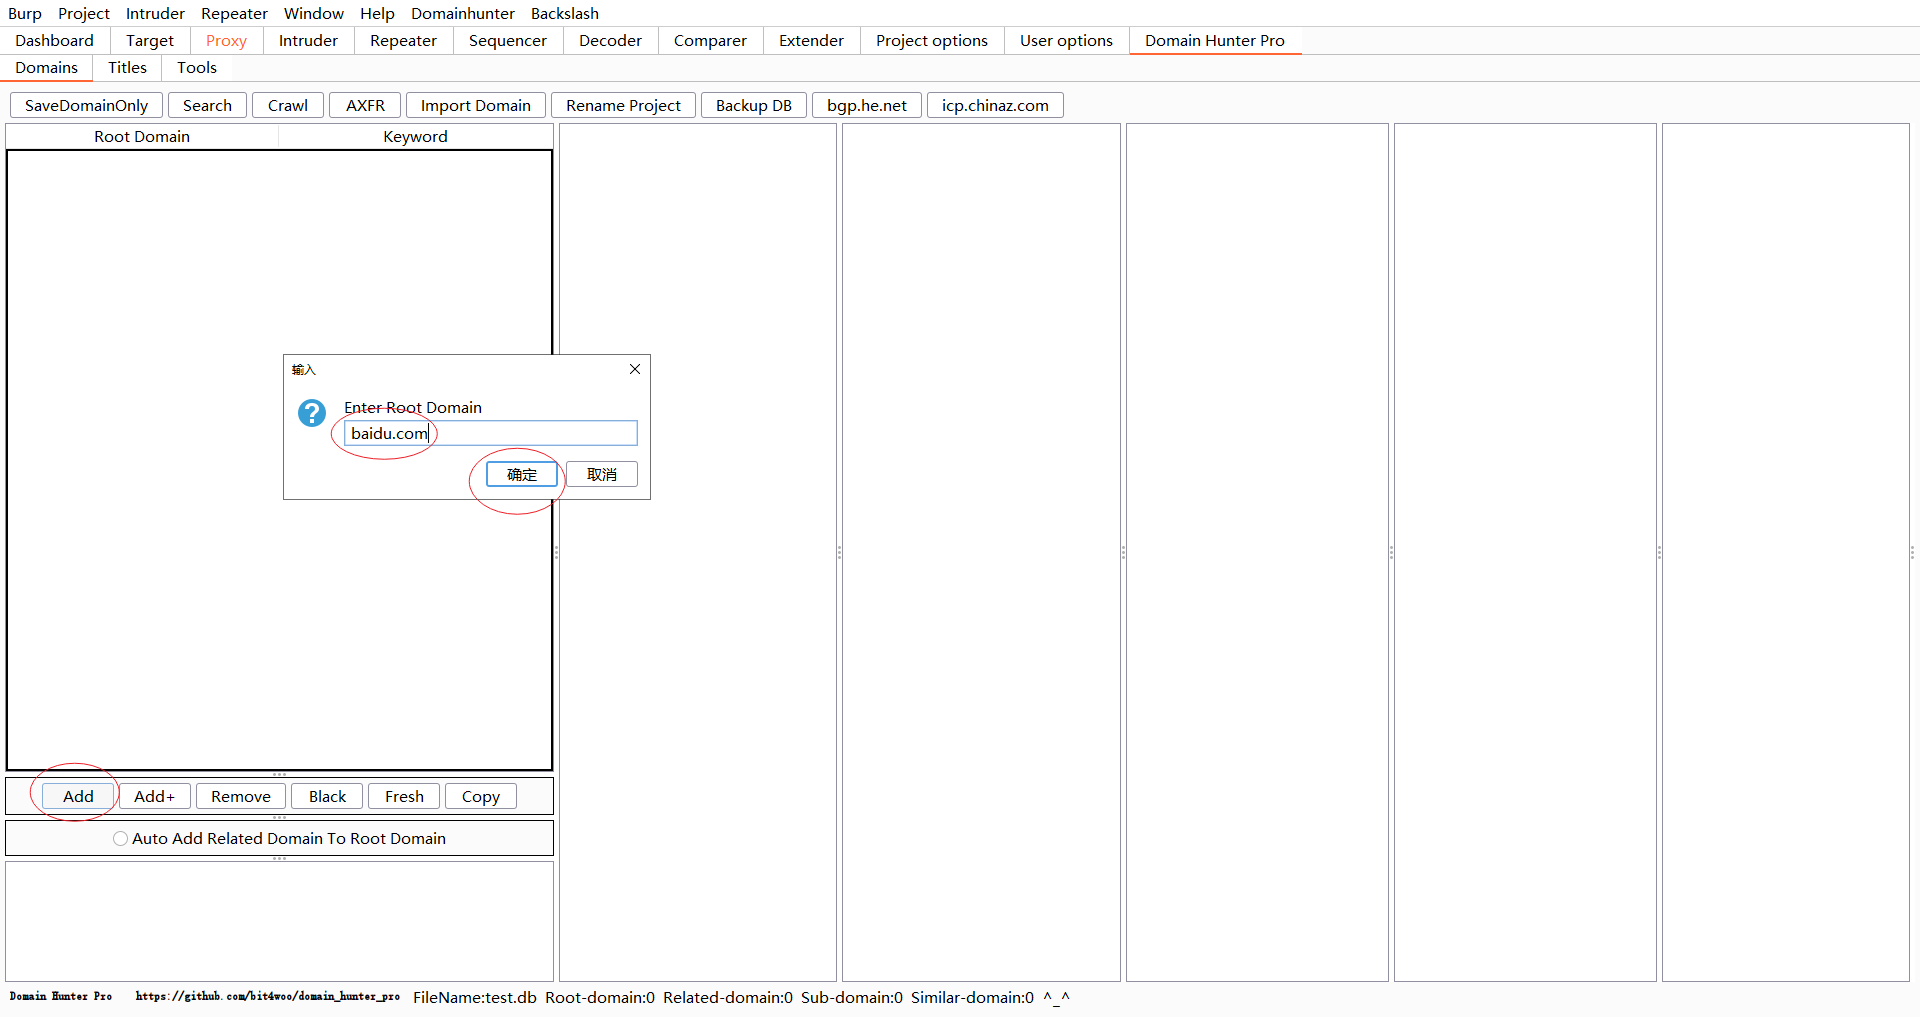 Burp Project Intruder Repeater Window Help Domainhunter Backslash
Dashboard Target Proxy Intruder Repeater Sequencer Decoder Comparer Extender Project options User options Domain Hunter Pro
Domains Titles Tools
SaveDomainOnly Search Crawl AXFR Import Domain Rename Project Backup DB bgp.he.net icp.chinaz.com
Root Domain Keyword
输入
Enter Root Domain
baidu.com
确定 取消
Add Add+ Remove Black Fresh Copy
Auto Add Related Domain To Root Domain
Domain Hunter Pro https://github.com/bit4woo/domain_hunter_pro FileName:test.db Root-domain:0 Related-domain:0 Sub-domain:0 Similar-domain:0 ^_^